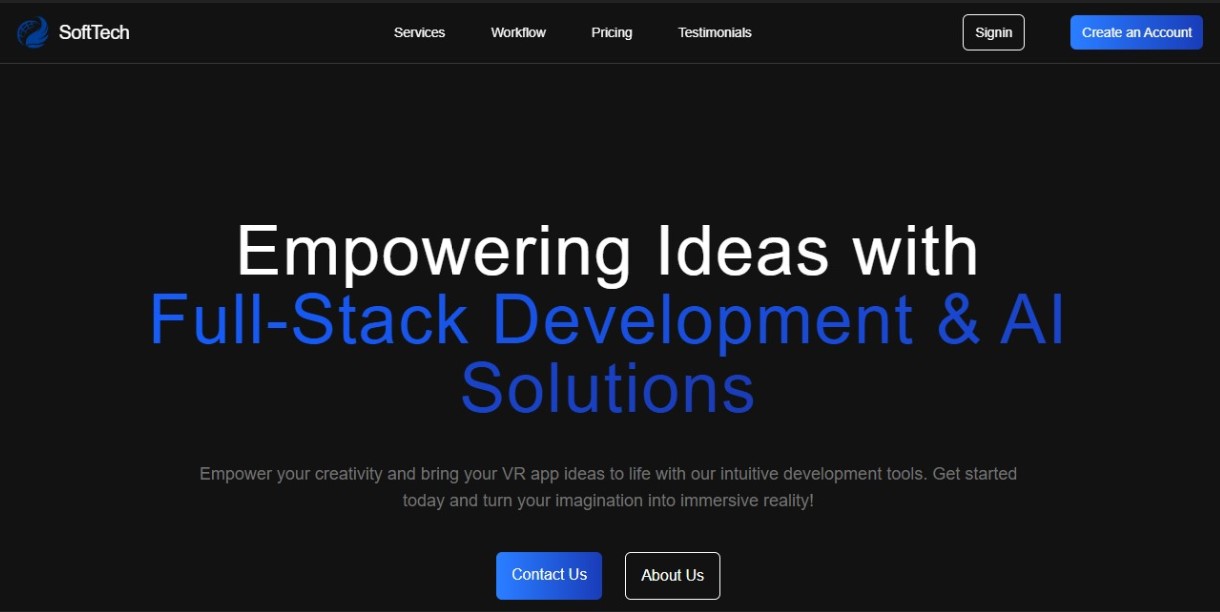 SoftTech
Services
Workflow
Pricing
Testimonials
Signin
Create an Account
Empowering Ideas with
Full-Stack Development & AI
Solutions
Empower your creativity and bring your VR app ideas to life with our intuitive development tools. Get started
today and turn your imagination into immersive reality!
Contact Us
About Us